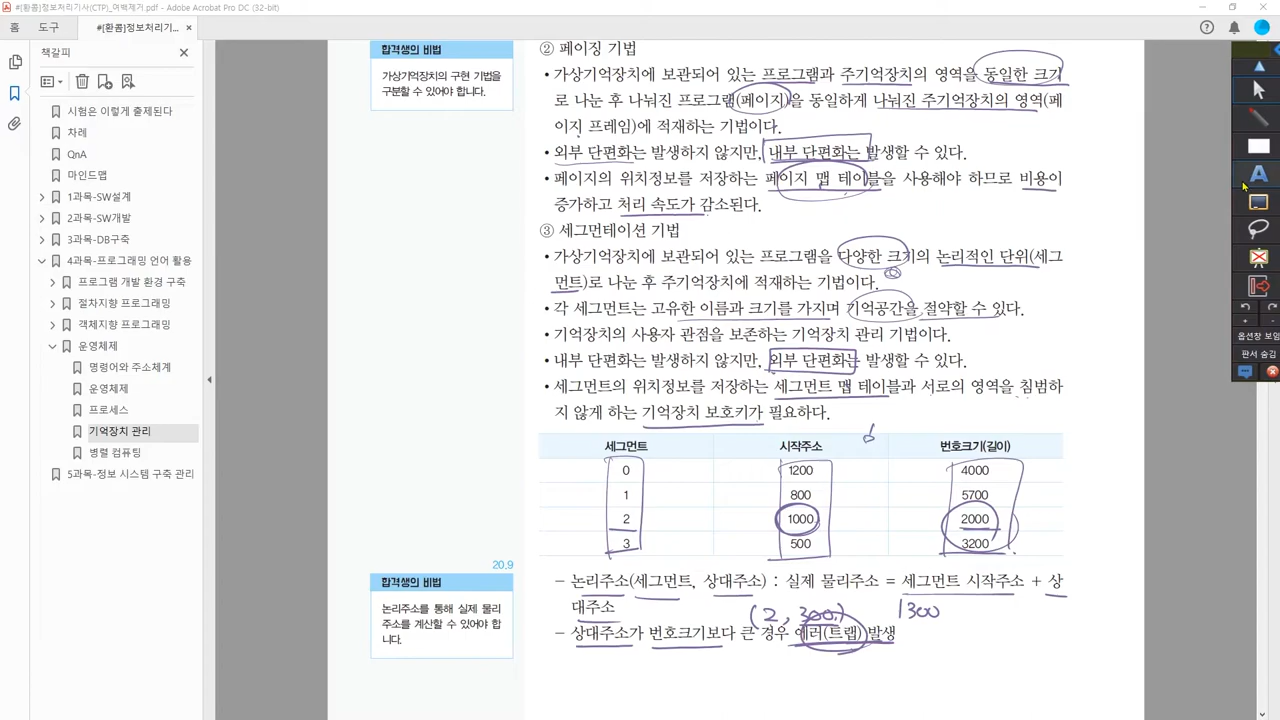 #[환쏨]정보처리기사(CTP)_여백제거.pdf - Adobe Acrobat Pro DC (32-bit)
홈
도구
#[환쏨]정보처리기...
책갈피
시험은 이렇게 출제된다
차례
QnA
마인드맵
1과목-SW설계
2과목-SW개발
3과목-DB구축
4과목-프로그래밍 언어 활용
프로그램 개발 환경 구축
절차지향 프로그래밍
객체지향 프로그래밍
운영체제
명령어와 주소체계
운영체제
프로세스
기억장치 관리
병렬 컴퓨팅
5과목-정보 시스템 구축 관리
합격생의 비법
가상기억장치의 구현 기법을
구분할 수 있어야 합니다.
② 페이징 기법
• 가상기억장치에 보관되어 있는 프로그램과 주기억장치의 영역을 동일한 크기
로 나눈 후 나눠진 프로그램(페이지)을 동일하게 나눠진 주기억장치의 영역(페
이지 프레임)에 적재하는 기법이다.
• 외부 단편화는 발생하지 않지만, 내부 단편화는 발생할 수 있다.
• 페이지의 위치정보를 저장하는 페이지 맵 테이블을 사용해야 하므로 비용이
증가하고 처리 속도가 감소된다.
③ 세그먼테이션 기법
• 가상기억장치에 보관되어 있는 프로그램을 다양한 크기의 논리적인 단위(세그
먼트)로 나눈 후 주기억장치에 적재하는 기법이다.
• 각 세그먼트는 고유한 이름과 크기를 가지며 기억공간을 절약할 수 있다.
• 기억장치의 사용자 관점을 보존하는 기억장치 관리 기법이다.
• 내부 단편화는 발생하지 않지만, 외부 단편화는 발생할 수 있다.
• 세그먼트의 위치정보를 저장하는 세그먼트 맵 테이블과 서로의 영역을 침범하
지 않게 하는 기억장치 보호키가 필요하다.
세그먼트 시작주소 번호크기(길이)
0 1200 4000
1 800 5700
2 1000 2000
3 500 3200
20.9
합격생의 비법
논리주소를 통해 실제 물리
주소를 계산할 수 있어야 합
니다.
– 논리주소(세그먼트, 상대주소) : 실제 물리주소 = 세그먼트 시작주소 + 상
대주소
(2, 300) 1300
– 상대주소가 번호크기보다 큰 경우 에러(트랩) 발생
A
옵션장 보임
판서 숨김